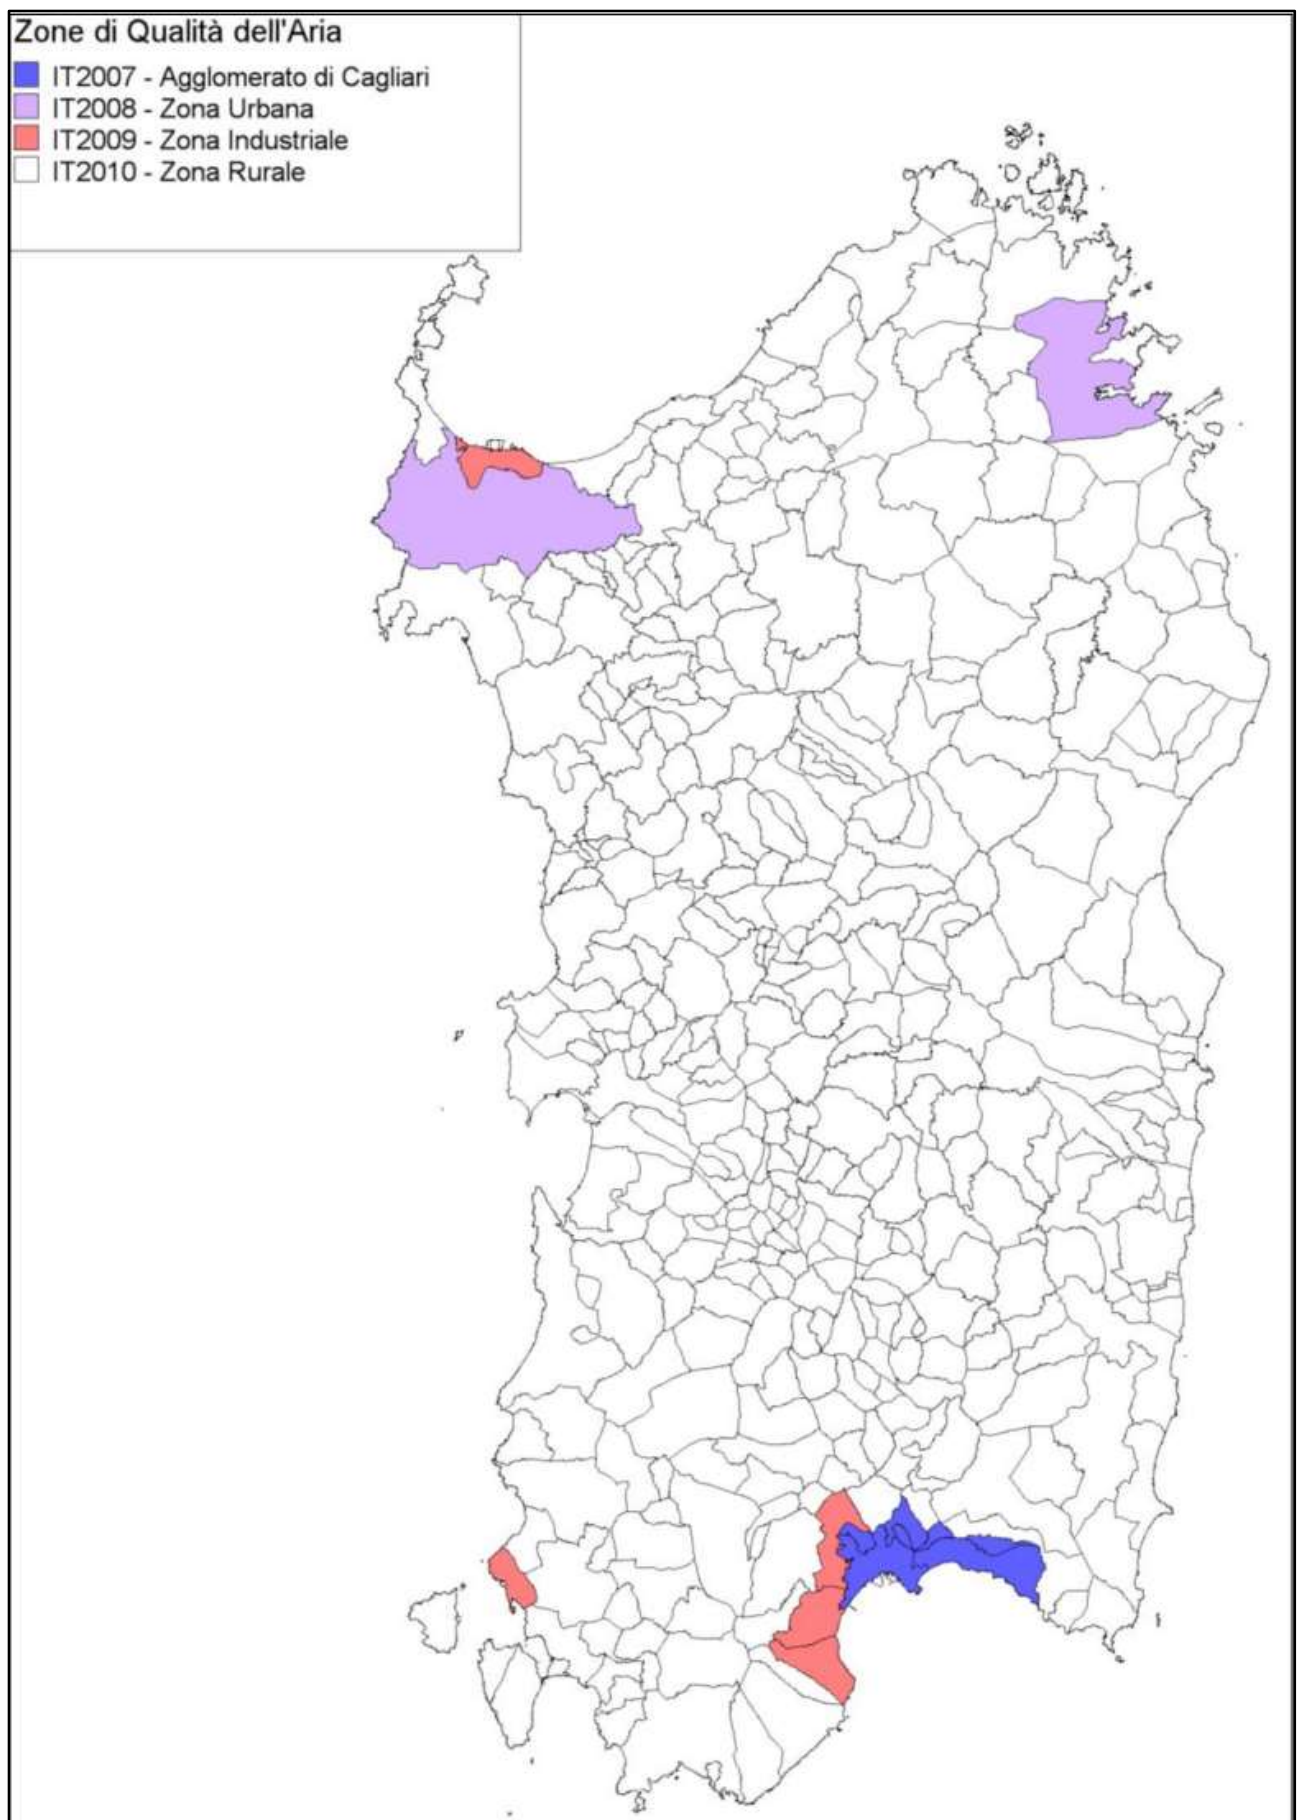 Zone di Qualità dell'Aria
IT2007 - Agglomerato di Cagliari
IT2008 - Zona Urbana
IT2009 - Zona Industriale
IT2010 - Zona Rurale